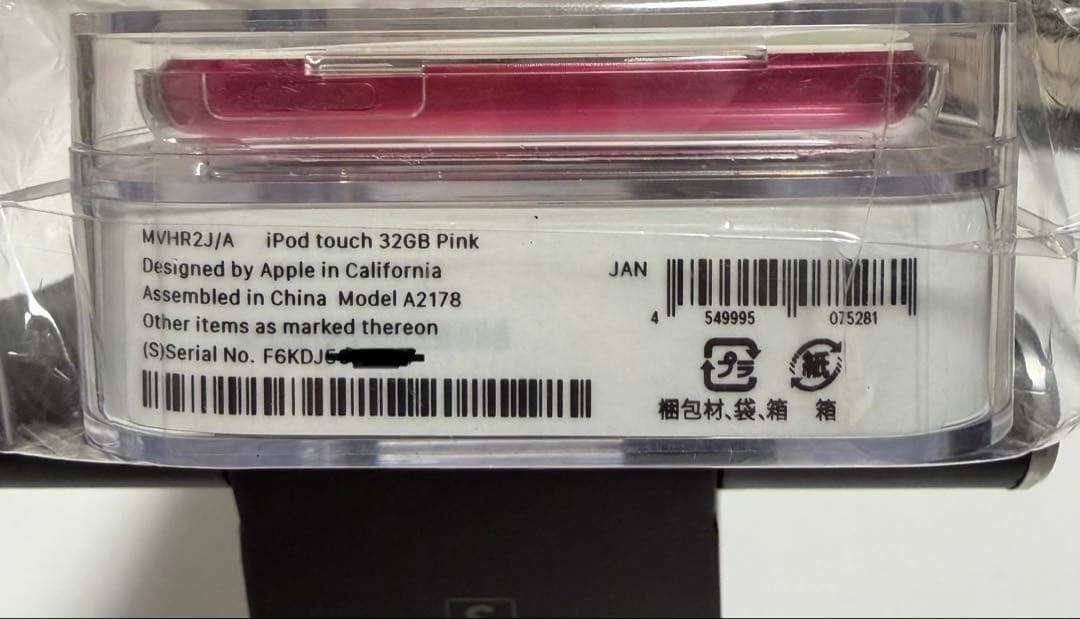 MVHR2J/A iPod touch 32GB Pink
Designed by Apple in California
Assembled in China Model A2178
Other items as marked thereon
(S)Serial No. F6KDJ
JAN
4 549995 075281
プラ 紙
梱包材、袋、箱 箱